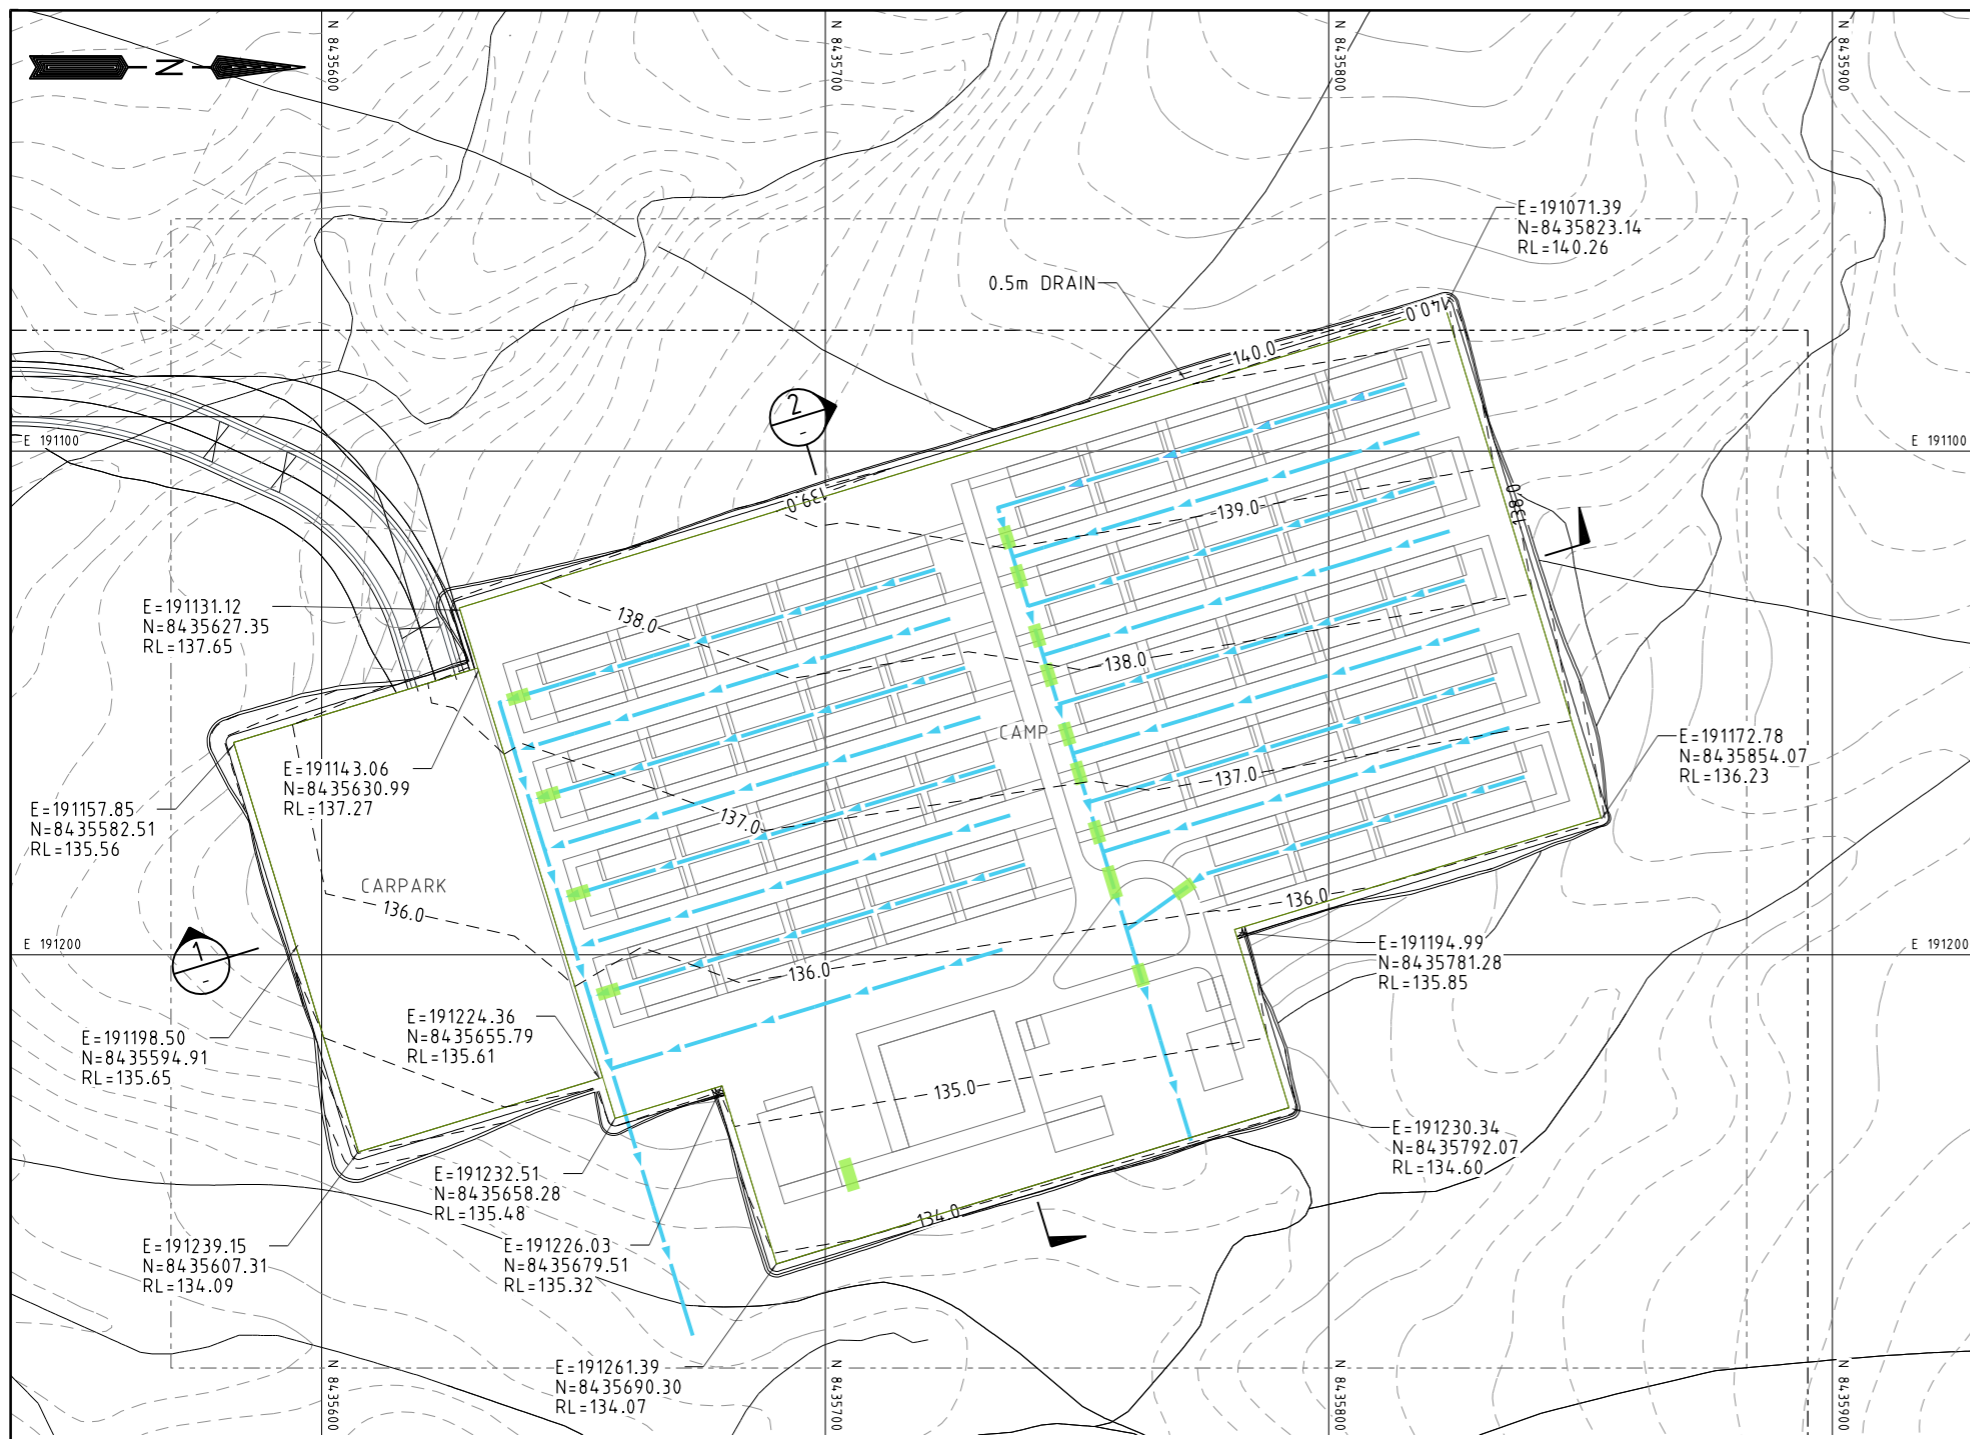 N 8435600
N 8435700
N 8435800
N 8435900
N
E=191071.39
N=8435823.14
RL=140.26
0.5m DRAIN
140.0
140.0
2
-
E 191100
E 191100
139.0
139.0
138.0
E=191131.12
N=8435627.35
RL=137.65
138.0
138.0
CAMP
E=191143.06
N=8435630.99
RL=137.27
E=191172.78
N=8435854.07
RL=136.23
E=191157.85
N=8435582.51
RL=135.56
137.0
137.0
CARPARK
136.0
136.0
E 191200
E 191200
1
-
136.0
E=191194.99
N=8435781.28
RL=135.85
E=191224.36
N=8435655.79
RL=135.61
E=191198.50
N=8435594.91
RL=135.65
135.0
E=191230.34
N=8435792.07
RL=134.60
E=191232.51
N=8435658.28
RL=135.48
134.0
E=191239.15
N=8435607.31
RL=134.09
E=191226.03
N=8435679.51
RL=135.32
E=191261.39
N=8435690.30
RL=134.07
N 8435600
N 8435700
N 8435800
N 8435900